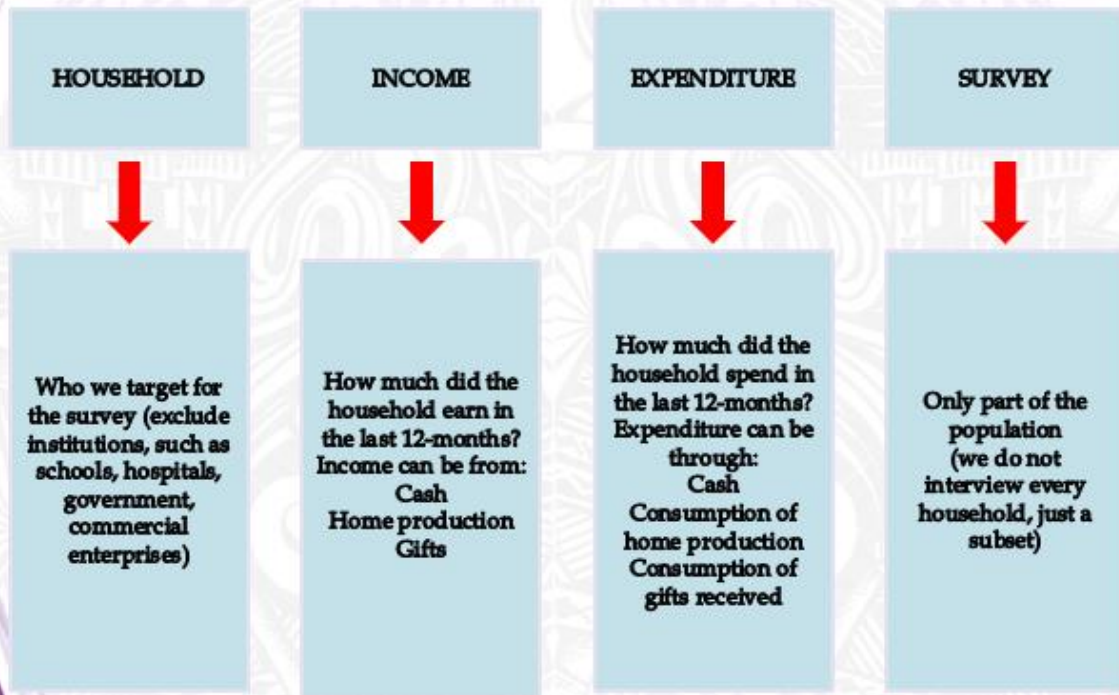 HOUSEHOLD
INCOME
EXPENDITURE
SURVEY
Who we target for
the survey (exclude
institutions, such as
schools, hospitals,
government,
commercial
enterprises)
How much did the
household earn in
the last 12-months?
Income can be from:
Cash
Home production
Gifts
How much did the
household spend in
the last 12-months?
Expenditure can be
through:
Cash
Consumption of
home production
Consumption of
gifts received
Only part of the
population
(we do not
interview every
household, just a
subset)